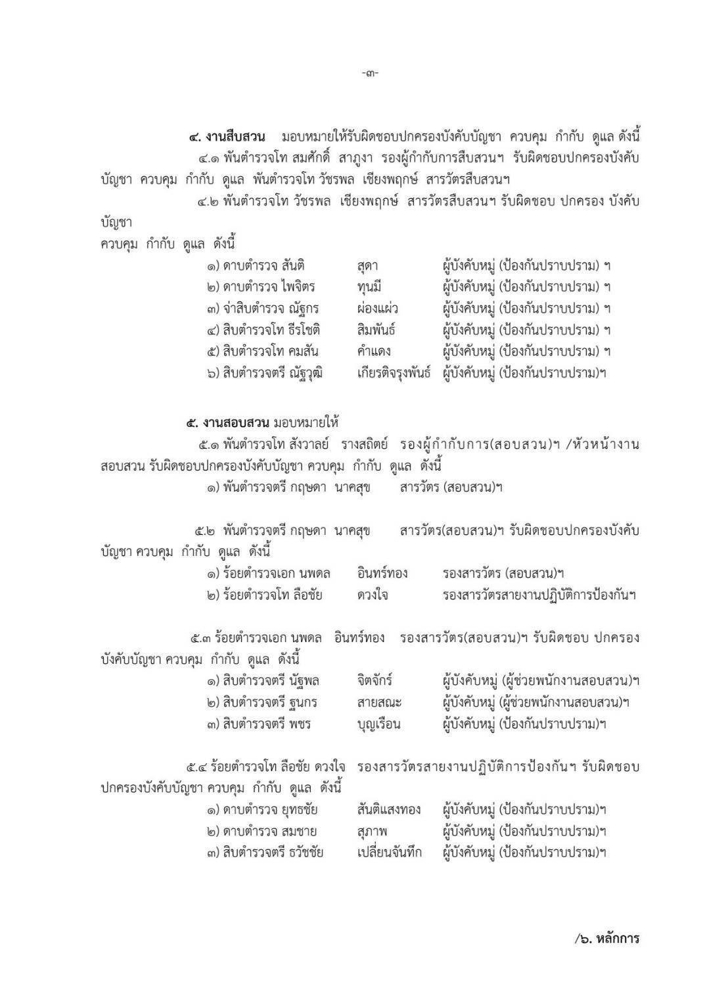 -๓-
๔. งานสืบสวน มอบหมายให้รับผิดชอบปกครองบังคับบัญชา ควบคุม กำกับ ดูแล ดังนี้
๔.๑ พันตำรวจโท สมศักดิ์ สาภูงา รองผู้กำกับการสืบสวนฯ รับผิดชอบปกครองบังคับ
บัญชา ควบคุม กำกับ ดูแล พันตำรวจโท วัชรพล เชียงพฤกษ์ สารวัตรสืบสวนฯ
๔.๒ พันตำรวจโท วัชรพล เชียงพฤกษ์ สารวัตรสืบสวนฯ รับผิดชอบ ปกครอง บังคับ
บัญชา
ควบคุม กำกับ ดูแล ดังนี้
๑) ดาบตำรวจ สันติ สุดา ผู้บังคับหมู่ (ป้องกันปราบปราม) ฯ
๒) ดาบตำรวจ ไพจิตร ทุนมี ผู้บังคับหมู่ (ป้องกันปราบปราม) ฯ
๓) จ่าสิบตำรวจ ณัฐกร ผ่องแผ่ว ผู้บังคับหมู่ (ป้องกันปราบปราม) ฯ
๔) สิบตำรวจโท ธีรโชติ สิมพันธ์ ผู้บังคับหมู่ (ป้องกันปราบปราม) ฯ
๕) สิบตำรวจโท คมสัน คำแดง ผู้บังคับหมู่ (ป้องกันปราบปราม) ฯ
๖) สิบตำรวจตรี ณัฐวุฒิ เกียรติจรุงพันธ์ ผู้บังคับหมู่ (ป้องกันปราบปราม)ฯ
๕. งานสอบสวน มอบหมายให้
๕.๑ พันตำรวจโท สังวาลย์ รางสถิตย์ รองผู้กำกับการ(สอบสวน)ฯ /หัวหน้างาน
สอบสวน รับผิดชอบปกครองบังคับบัญชา ควบคุม กำกับ ดูแล ดังนี้
๑) พันตำรวจตรี กฤษดา นาคสุข สารวัตร (สอบสวน)ฯ
๕.๒ พันตำรวจตรี กฤษดา นาคสุข สารวัตร(สอบสวน)ฯ รับผิดชอบปกครองบังคับ
บัญชา ควบคุม กำกับ ดูแล ดังนี้
๑) ร้อยตำรวจเอก นพดล อินทร์ทอง รองสารวัตร (สอบสวน)ฯ
๒) ร้อยตำรวจโท ลือชัย ดวงใจ รองสารวัตรสายงานปฏิบัติการป้องกันฯ
๕.๓ ร้อยตำรวจเอก นพดล อินทร์ทอง รองสารวัตร(สอบสวน)ฯ รับผิดชอบ ปกครอง
บังคับบัญชา ควบคุม กำกับ ดูแล ดังนี้
๑) สิบตำรวจตรี นัฐพล จิตจักร์ ผู้บังคับหมู่ (ผู้ช่วยพนักงานสอบสวน)ฯ
๒) สิบตำรวจตรี ฐนกร สายสณะ ผู้บังคับหมู่ (ผู้ช่วยพนักงานสอบสวน)ฯ
๓) สิบตำรวจตรี พชร บุญเรือน ผู้บังคับหมู่ (ป้องกันปราบปราม)ฯ
๕.๔ ร้อยตำรวจโท ลือชัย ดวงใจ รองสารวัตรสายงานปฏิบัติการป้องกันฯ รับผิดชอบ
ปกครองบังคับบัญชา ควบคุม กำกับ ดูแล ดังนี้
๑) ดาบตำรวจ ยุทธชัย สันติแสงทอง ผู้บังคับหมู่ (ป้องกันปราบปราม)ฯ
๒) ดาบตำรวจ สมชาย สุภาพ ผู้บังคับหมู่ (ป้องกันปราบปราม)ฯ
๓) สิบตำรวจตรี ธวัชชัย เปลี่ยนจันทึก ผู้บังคับหมู่ (ป้องกันปราบปราม)ฯ
/๖. หลักการ